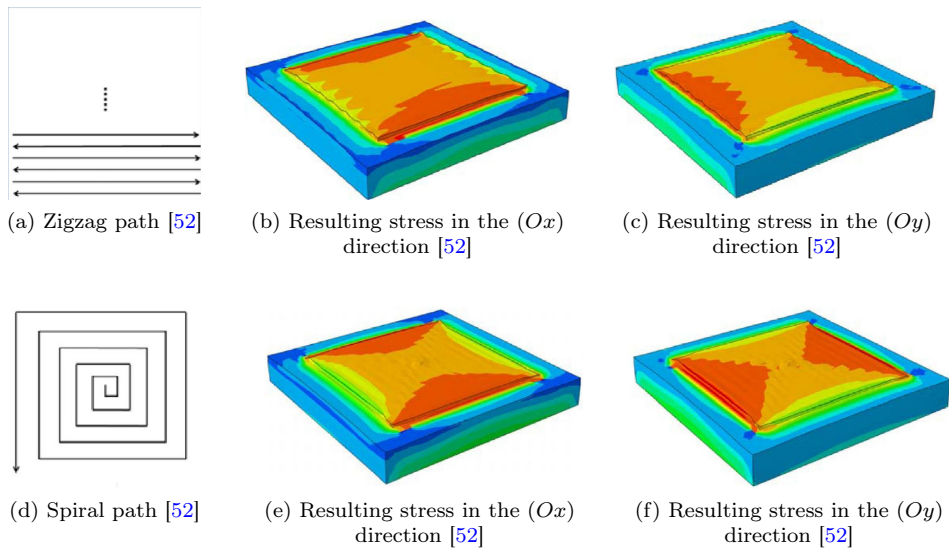 (a) Zigzag path [52]
(b) Resulting stress in the (Ox)
direction [52]
(c) Resulting stress in the (Oy)
direction [52]
(d) Spiral path [52]
(e) Resulting stress in the (Ox)
direction [52]
(f) Resulting stress in the (Oy)
direction [52]